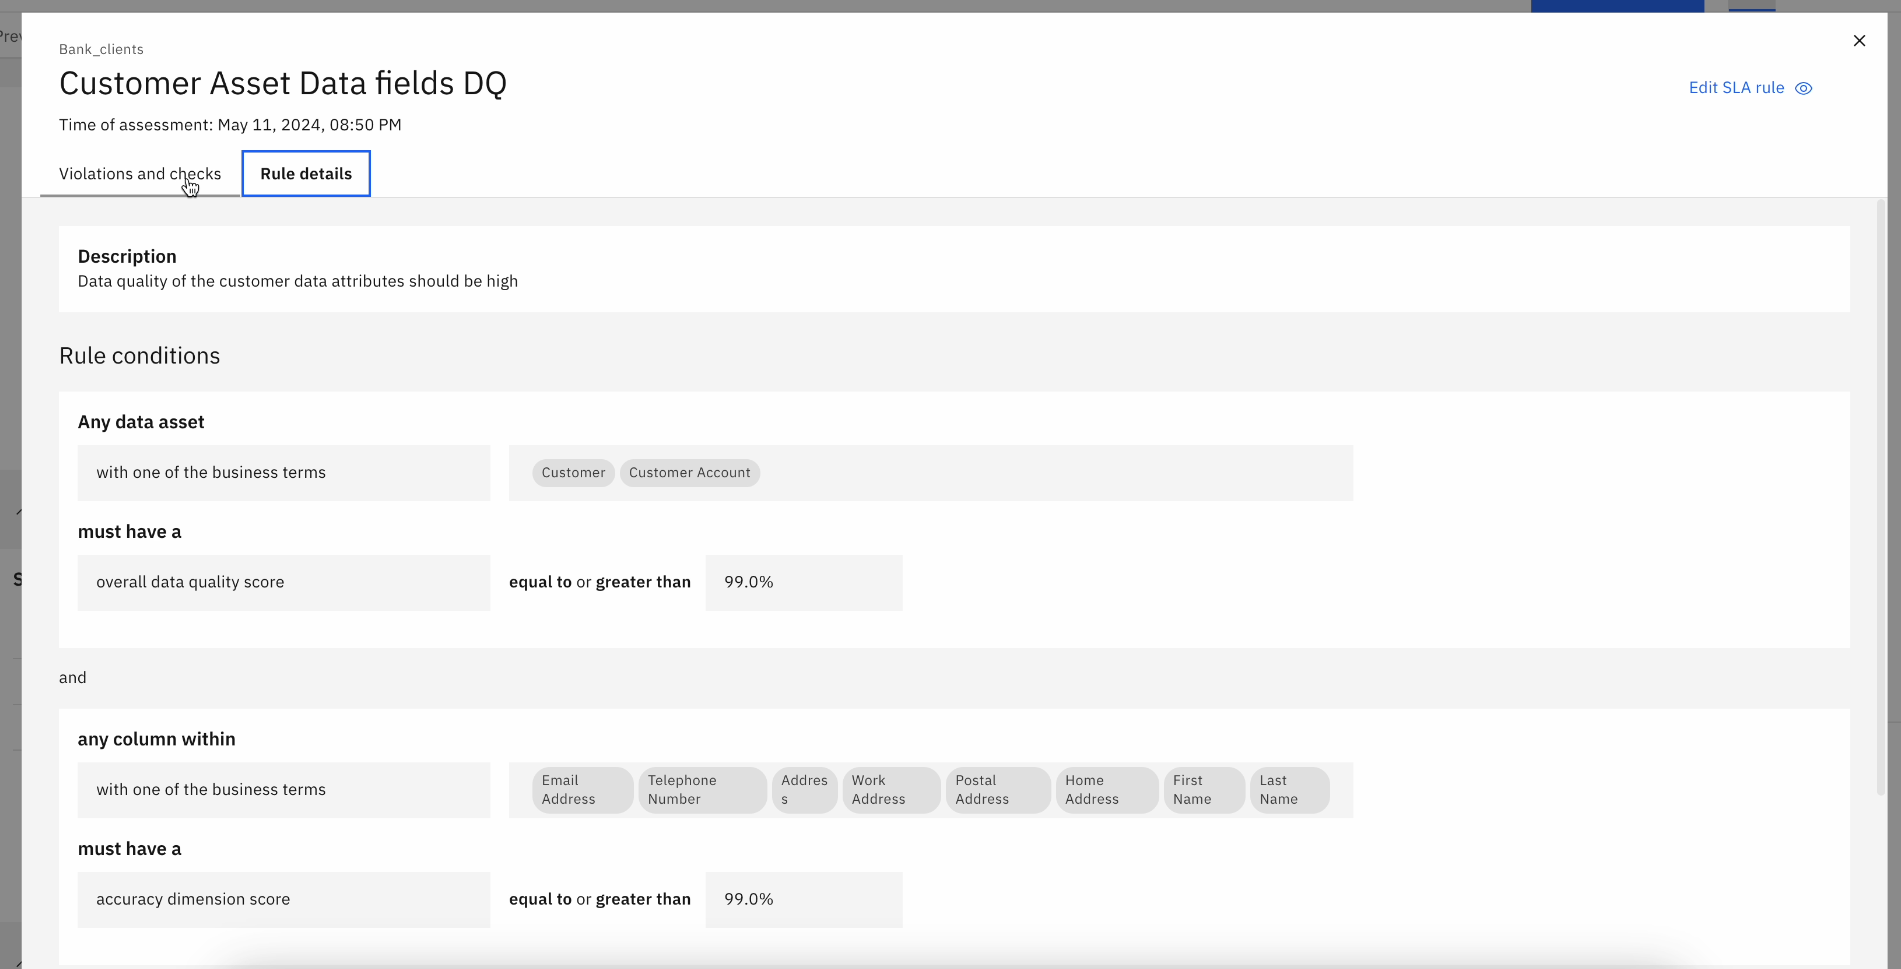 Bank_clients
Customer Asset Data fields DQ
Edit SLA rule
Time of assessment: May 11, 2024, 08:50 PM
Violations and checks
Rule details
Description
Data quality of the customer data attributes should be high
Rule conditions
Any data asset
with one of the business terms
Customer
Customer Account
must have a
overall data quality score
equal to or greater than
99.0%
and
any column within
with one of the business terms
Email
Address
Telephone
Number
Addres
s
Work
Address
Postal
Address
Home
Address
First
Name
Last
Name
must have a
accuracy dimension score
equal to or greater than
99.0%